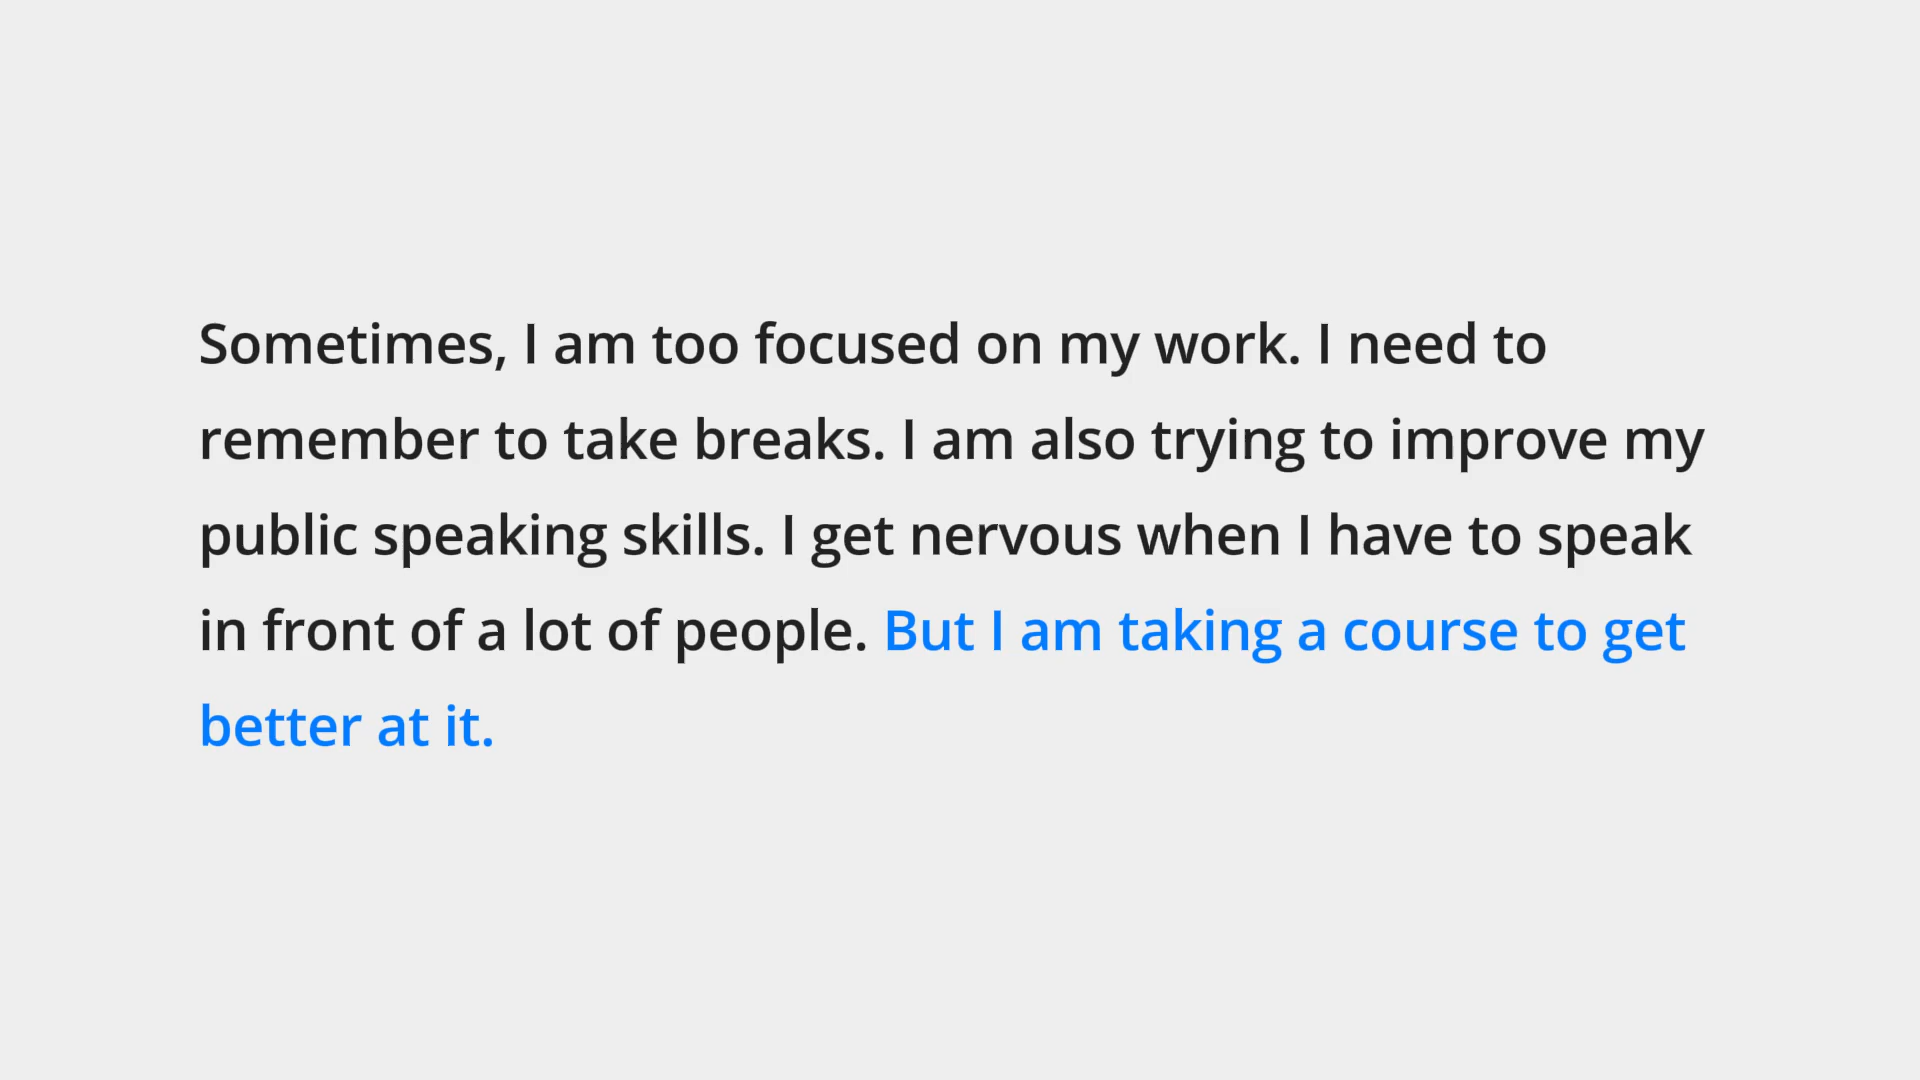 Sometimes, I am too focused on my work. I need to
remember to take breaks. I am also trying to improve my
public speaking skills. I get nervous when I have to speak
in front of a lot of people. But I am taking a course to get
better at it.